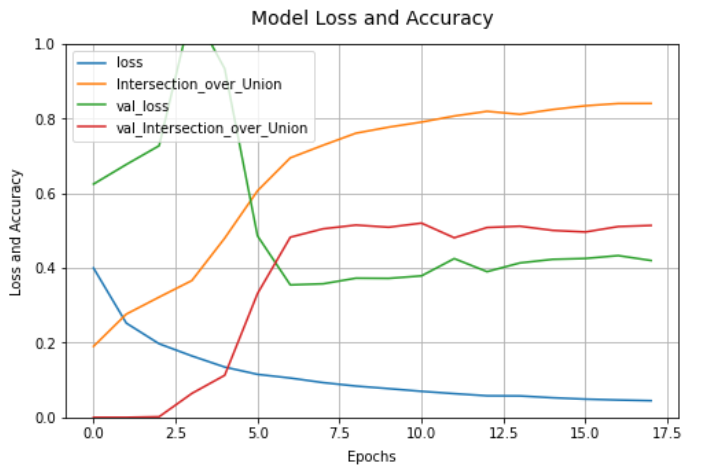 Model Loss and Accuracy
loss
Intersection_over_Union
val_loss
val_Intersection_over_Union
1.0
0.8
0.6
0.4
0.2
0.0
Loss and Accuracy
0.0 2.5 5.0 7.5 10.0 12.5 15.0 17.5
Epochs